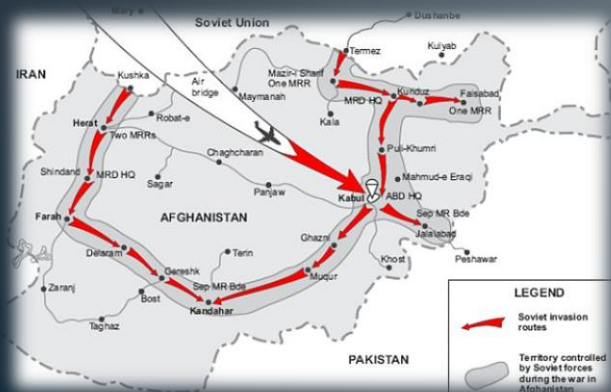 Mary
Soviet Union
Dushanbe
Termez
Kulyab
IRAN
Kushka
Air
bridge
Mazir-i Sharif
One MRR
Maymanah
MRD HQ
Kunduz
Faisabad
One MRR
Robat-e
Kala
Herat
Two MRRs
Puli-Khumri
Chaghcharan
Shindand
MRD HQ
Sagar
Panjaw
Mahmud-e Eraqi
Kabul
ABD HQ
Farah
AFGHANISTAN
Sep MR Bde
Jalalabad
Ghazni
Delaram
Terin
Khost
Peshawar
Gereshk
Muqur
Zaranj
Bost
Sep MR Bde
Kandahar
Taghaz
PAKISTAN
LEGEND
Soviet invasion
routes
Territory controlled
by Soviet forces
during the war in
Afghanistan